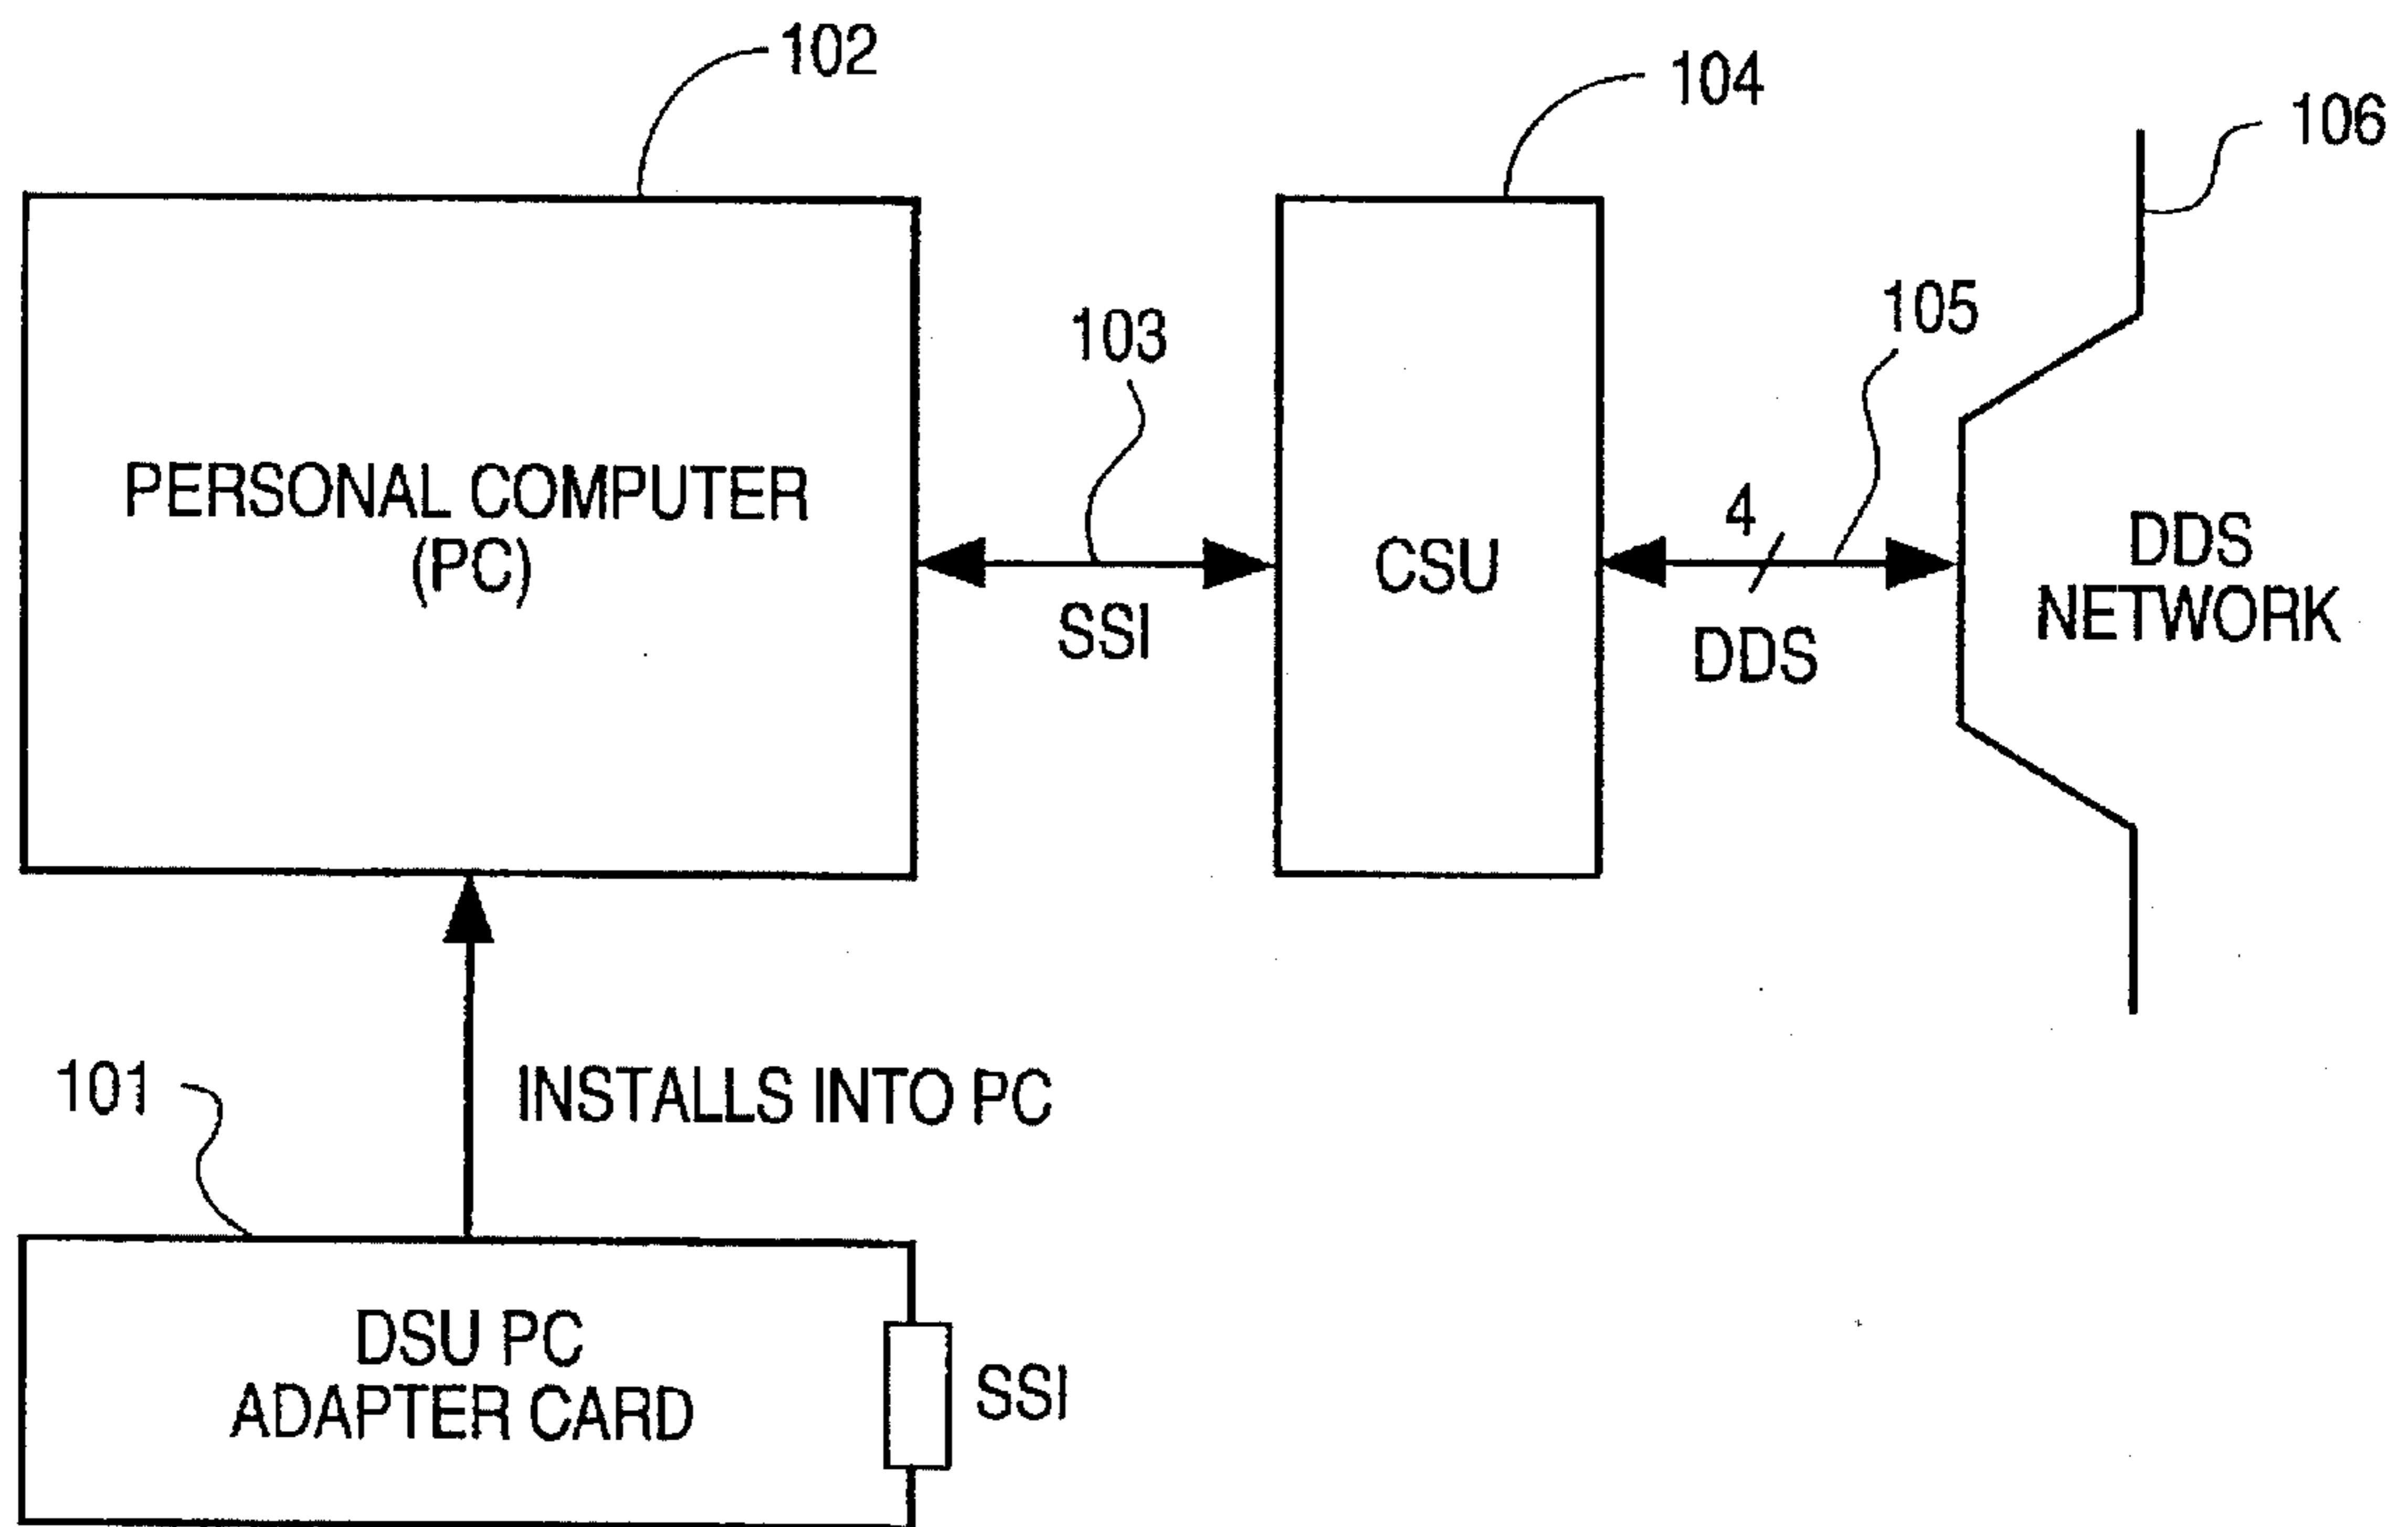 102
104
106
105
103
PERSONAL COMPUTER
(PC)
SSI
CSU
4
DDS
DDS
NETWORK
101
INSTALLS INTO PC
DSU PC
ADAPTER CARD
SSI